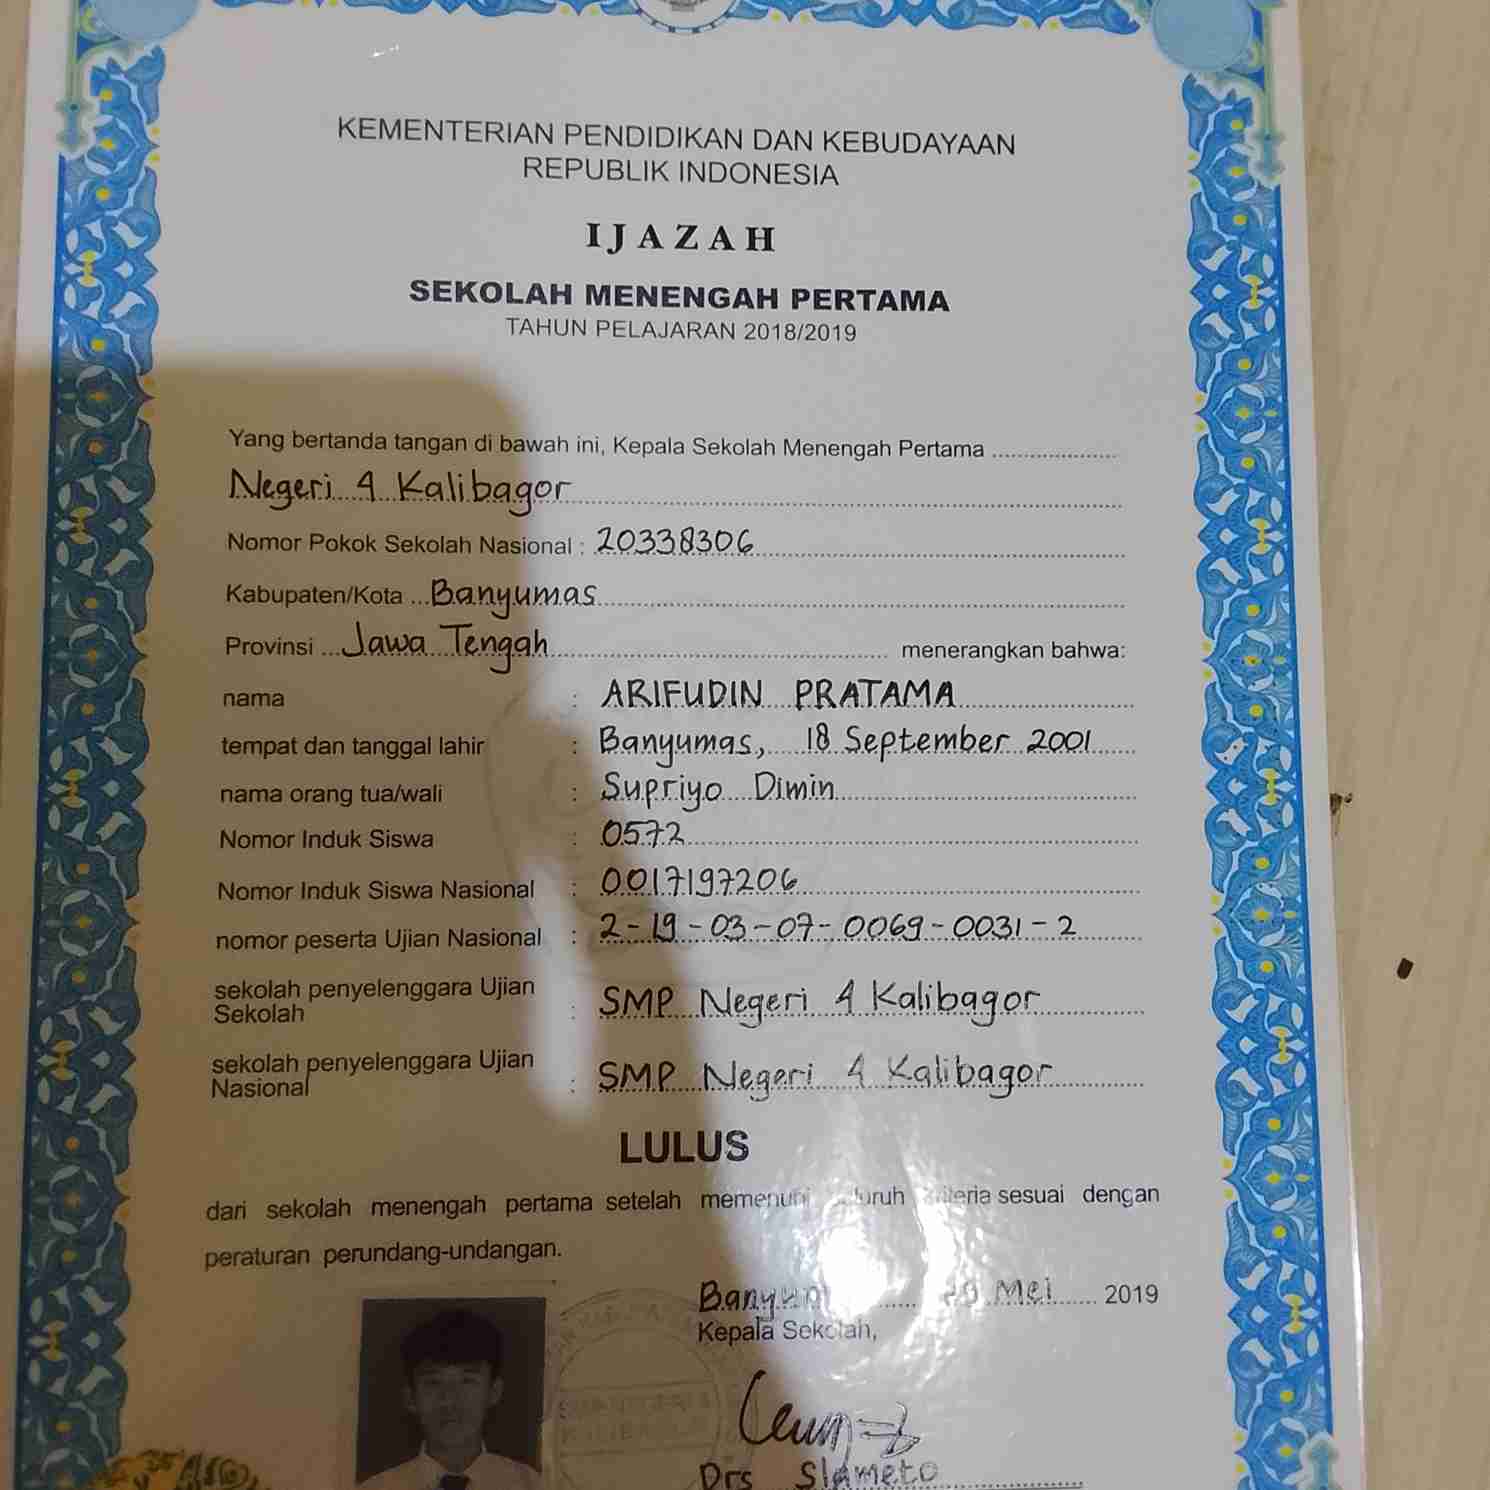 KEMENTERIAN PENDIDIKAN DAN KEBUDAYAAN
REPUBLIK INDONESIA
IJAZAH
SEKOLAH MENENGAH PERTAMA
TAHUN PELAJARAN 2018/2019
Yang bertanda tangan di bawah ini, Kepala Sekolah Menengah Pertama
Negeri 4 Kalibagor
Nomor Pokok Sekolah Nasional : 20338306
Kabupaten/Kota ... Banyumas
Provinsi ... Jawa Tengah menerangkan bahwa:
nama : ARIFUDIN PRATAMA
tempat dan tanggal lahir : Banyumas, 18 September 2001
nama orang tua/wali : Supriyo Dimin
Nomor Induk Siswa : 0572
Nomor Induk Siswa Nasional : 0017197206
nomor peserta Ujian Nasional : 2-19-03-07-0069-0031-2
sekolah penyelenggara Ujian
Sekolah : SMP Negeri 4 Kalibagor
sekolah penyelenggara Ujian
Nasional : SMP Negeri 4 Kalibagor
LULUS
dari sekolah menengah pertama setelah sesuai dengan
peraturan perundang-undangan.
Mei 2019
Kepala Sekolah,
Drs Slameto